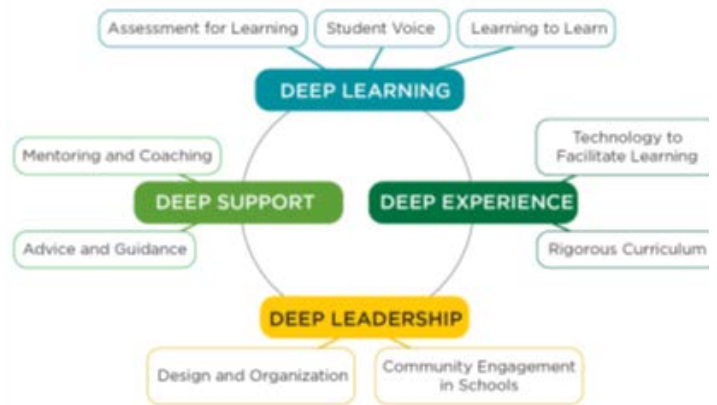 Assessment for Learning
Student Voice
Learning to Learn
DEEP LEARNING
Mentoring and Coaching
Technology to
Facilitate Learning
DEEP SUPPORT
DEEP EXPERIENCE
Advice and Guidance
Rigorous Curriculum
DEEP LEADERSHIP
Design and Organization
Community Engagement
in Schools